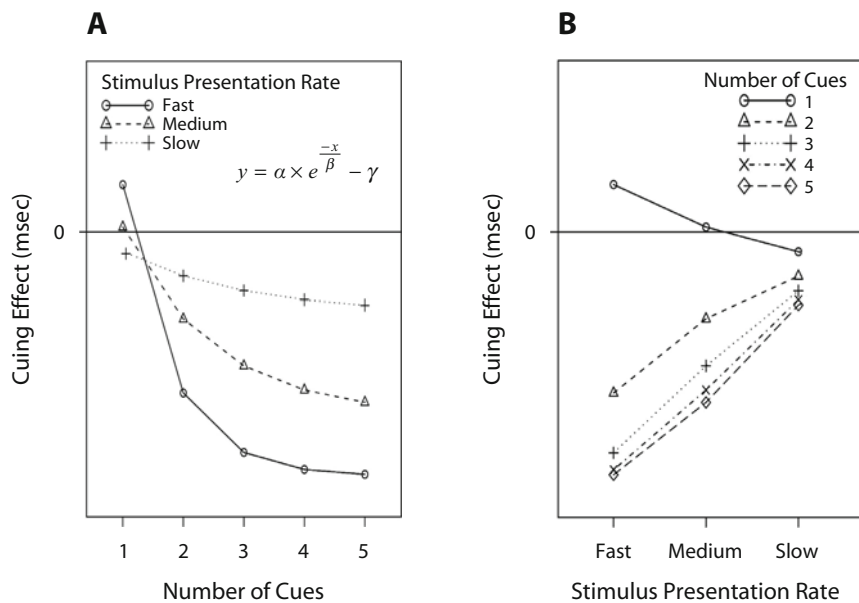 A
Stimulus Presentation Rate
Fast
Medium
Slow
y = α × e^{\frac{-x}{β}} − γ
0
Cuing Effect (msec)
1 2 3 4 5
Number of Cues
B
Number of Cues
1
2
3
4
5
0
Cuing Effect (msec)
Fast Medium Slow
Stimulus Presentation Rate